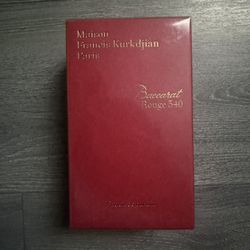 Maison
Francis Kurkdjian
Paris
Baccarat
Rouge 540